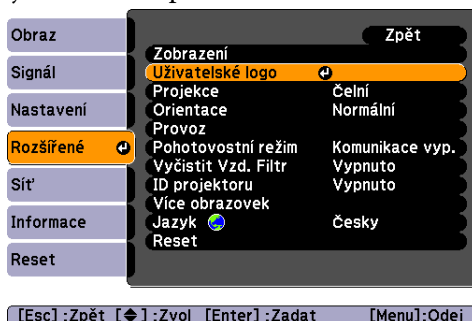 Obraz
Signál
Nastavení
Rozšířené
Síť
Informace
Reset
Zpět
Zobrazení
Uživatelské logo
Projekce Čelní
Orientace Normální
Provoz
Pohotovostní režim Komunikace vyp.
Vyčistit Vzd. Filtr Vypnuto
ID projektoru Vypnuto
Více obrazovek
Jazyk Česky
Reset
[Esc]:Zpět [◆]:Zvol [Enter]:Zadat [Menu]:Odej